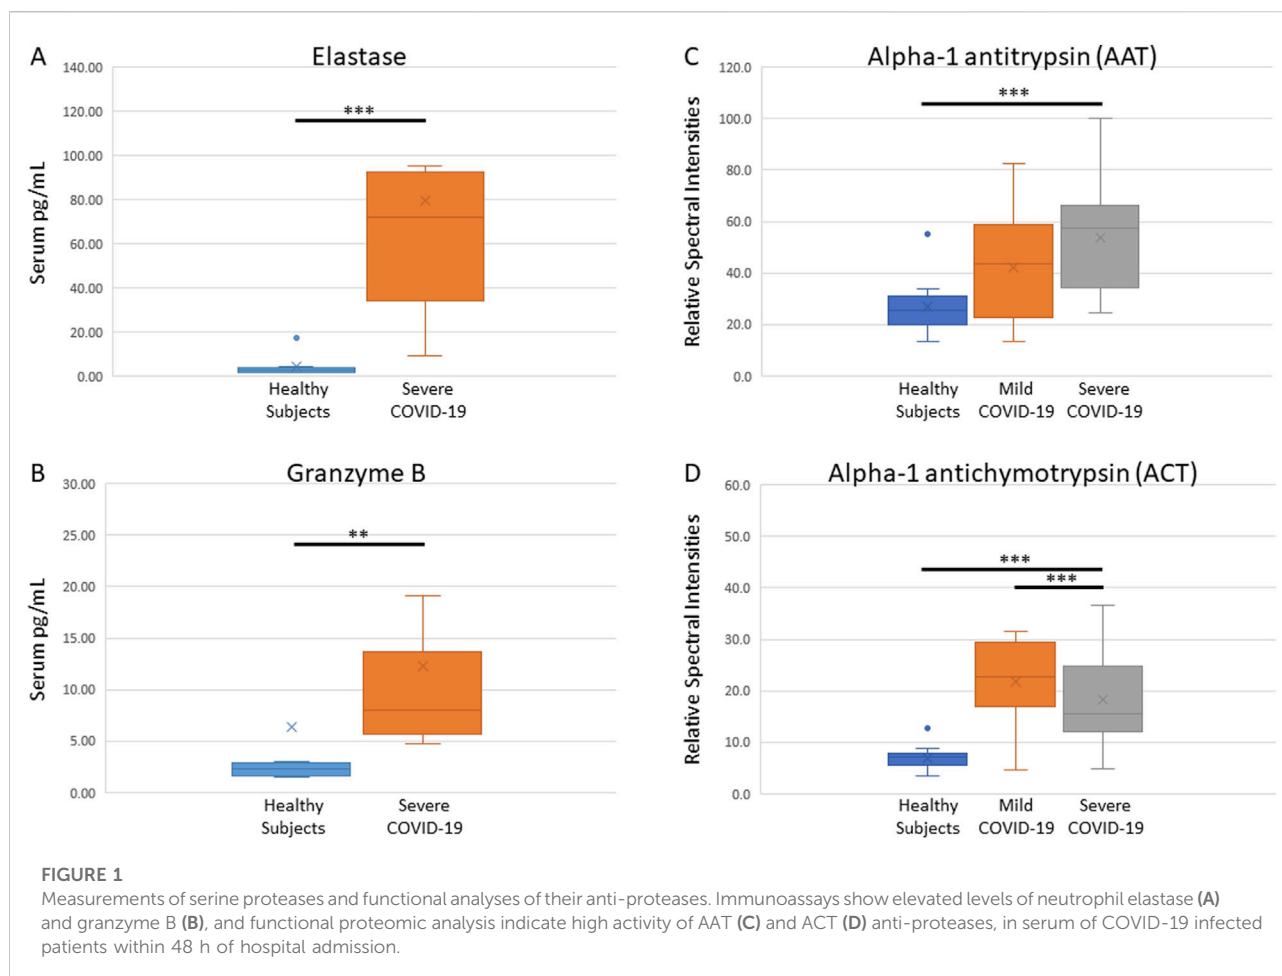 A
Elastase
140.00
120.00
100.00
80.00
60.00
40.00
20.00
0.00
Serum pg/mL
***
Healthy
Subjects
Severe
COVID-19
C
Alpha-1 antitrypsin (AAT)
120.0
100.0
80.0
60.0
40.0
20.0
0.0
Relative Spectral Intensities
***
Healthy
Subjects
Mild
COVID-19
Severe
COVID-19
B
Granzyme B
30.00
25.00
20.00
15.00
10.00
5.00
0.00
Serum pg/mL
**
Healthy
Subjects
Severe
COVID-19
D
Alpha-1 antichymotrypsin (ACT)
60.0
50.0
40.0
30.0
20.0
10.0
0.0
Relative Spectral Intensities
***
***
Healthy
Subjects
Mild
COVID-19
Severe
COVID-19
FIGURE 1
Measurements of serine proteases and functional analyses of their anti-proteases. Immunoassays show elevated levels of neutrophil elastase (A)
and granzyme B (B), and functional proteomic analysis indicate high activity of AAT (C) and ACT (D) anti-proteases, in serum of COVID-19 infected
patients within 48 h of hospital admission.